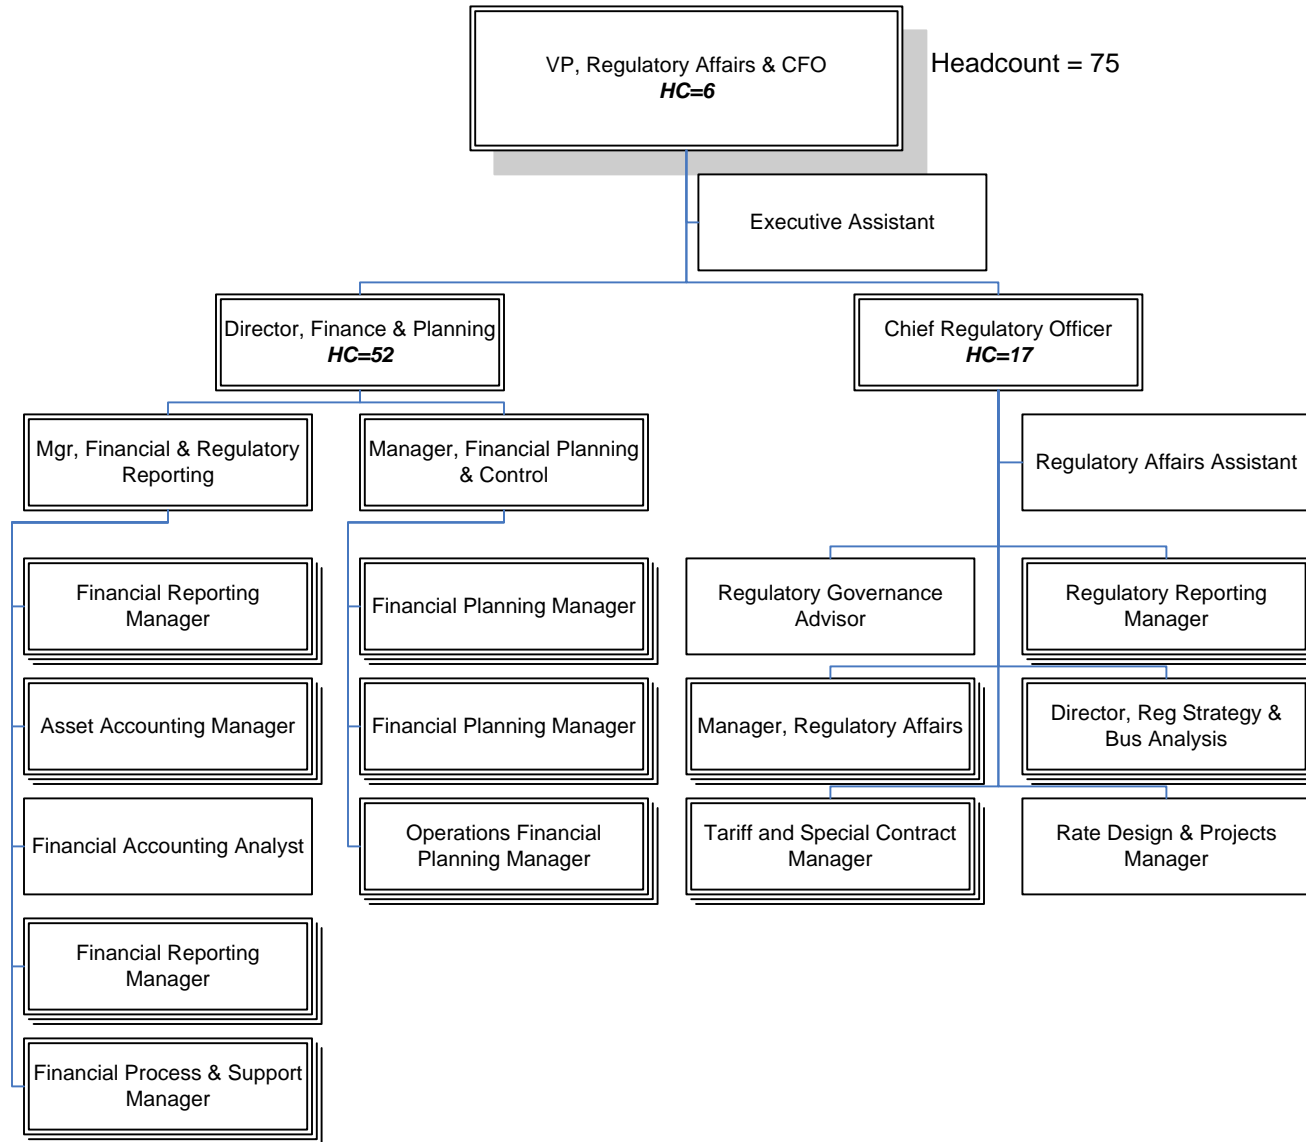 VP, Regulatory Affairs & CFO
HC=6
Headcount = 75
Executive Assistant
Director, Finance & Planning
HC=52
Chief Regulatory Officer
HC=17
Mgr, Financial & Regulatory
Reporting
Manager, Financial Planning
& Control
Regulatory Affairs Assistant
Financial Reporting
Manager
Financial Planning Manager
Regulatory Governance
Advisor
Regulatory Reporting
Manager
Asset Accounting Manager
Financial Planning Manager
Manager, Regulatory Affairs
Director, Reg Strategy &
Bus Analysis
Financial Accounting Analyst
Operations Financial
Planning Manager
Tariff and Special Contract
Manager
Rate Design & Projects
Manager
Financial Reporting
Manager
Financial Process & Support
Manager